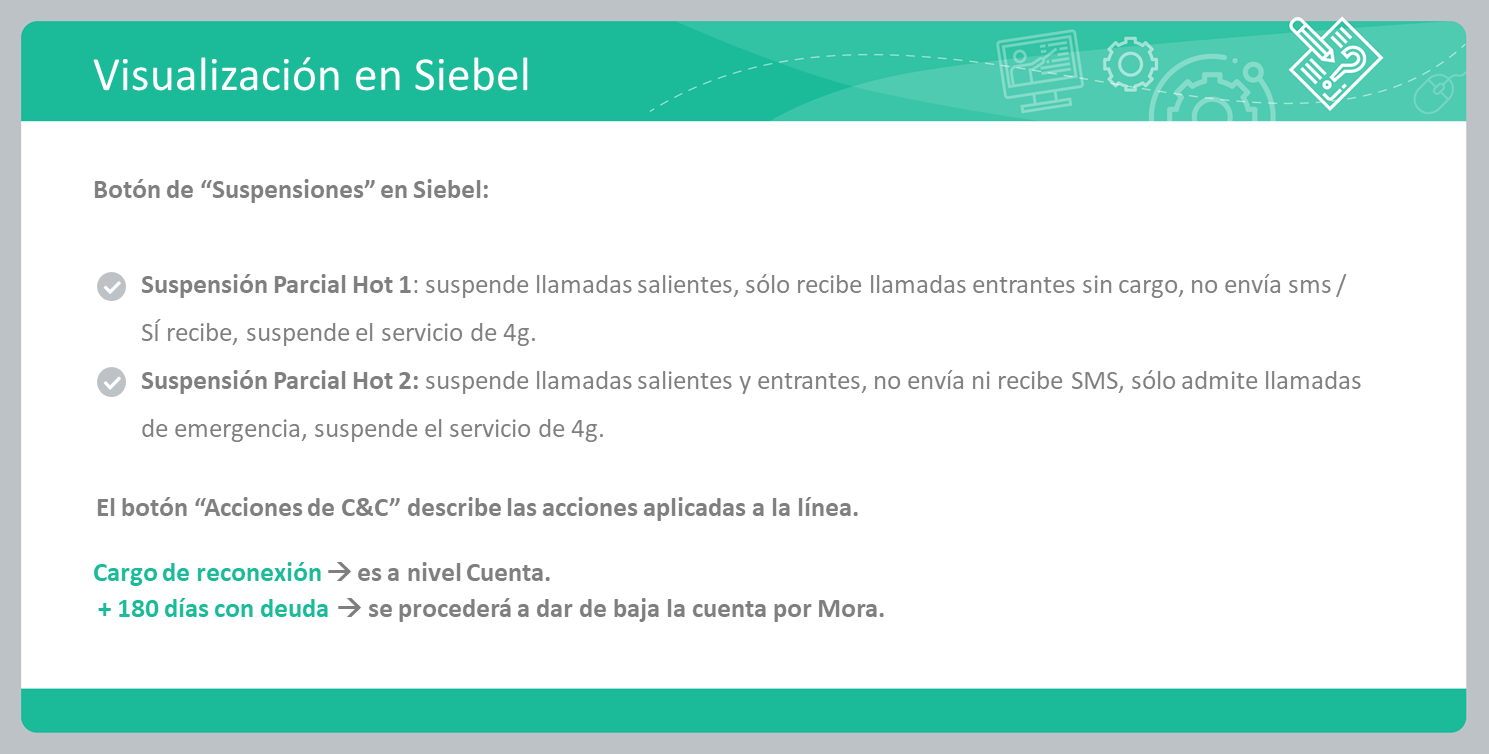 Visualización en Siebel
Botón de “Suspensiones” en Siebel:
Suspensión Parcial Hot 1: suspende llamadas salientes, sólo recibe llamadas entrantes sin cargo, no envía sms /
SÍ recibe, suspende el servicio de 4g.
Suspensión Parcial Hot 2: suspende llamadas salientes y entrantes, no envía ni recibe SMS, sólo admite llamadas
de emergencia, suspende el servicio de 4g.
El botón “Acciones de C&C” describe las acciones aplicadas a la línea.
Cargo de reconexión → es a nivel Cuenta.
+ 180 días con deuda → se procederá a dar de baja la cuenta por Mora.